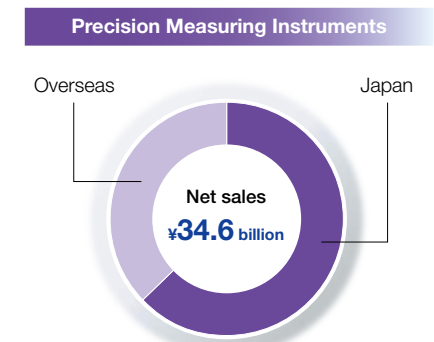 Precision Measuring Instruments
Overseas
Japan
Net sales
¥34.6 billion